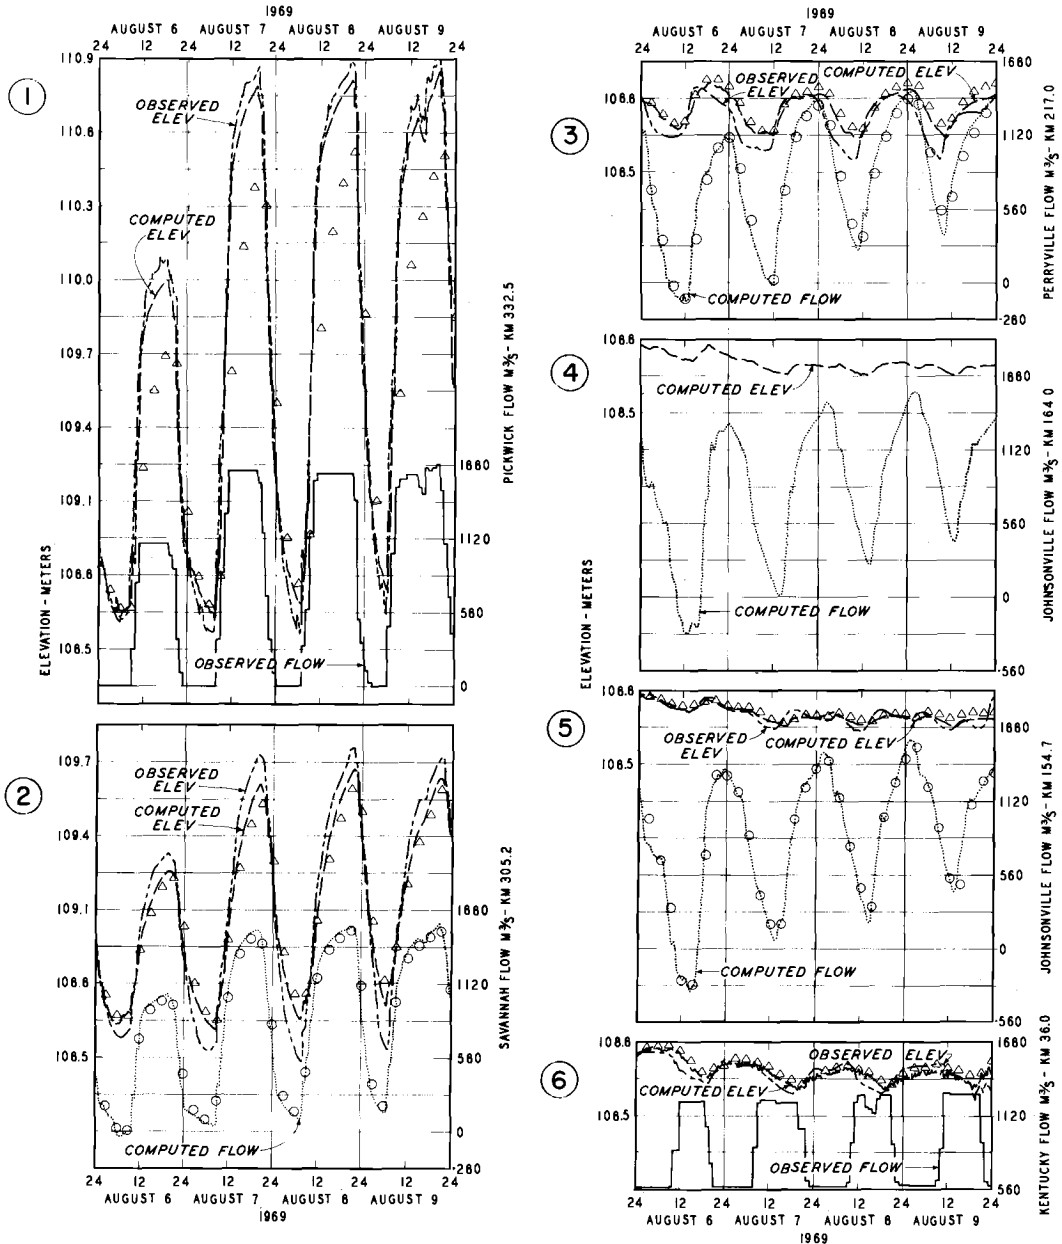 1969
AUGUST 6 AUGUST 7 AUGUST 8 AUGUST 9
24 12 24 12 24 12 24 12 24
1
110.9
110.6
110.3
110.0
109.7
109.4
109.1
108.8
108.5
ELEVATION - METERS
OBSERVED
ELEV
COMPUTED
ELEV
OBSERVED FLOW
1680
1120
560
0
PICKWICK FLOW M³/S - KM 332.5
2
109.7
109.4
109.1
108.8
108.5
OBSERVED
ELEV
COMPUTED
ELEV
COMPUTED FLOW
1680
1120
560
0
-280
SAVANNAH FLOW M³/S - KM 305.2
24 12 24 12 24 12 24 12 24
AUGUST 6 AUGUST 7 AUGUST 8 AUGUST 9
1969
1969
AUGUST 6 AUGUST 7 AUGUST 8 AUGUST 9
24 12 24 12 24 12 24 12 24
3
108.8
108.5
OBSERVED
ELEV
COMPUTED ELEV
COMPUTED FLOW
1680
1120
560
0
-280
PERRYVILLE FLOW M³/S - KM 217.0
4
108.8
108.5
COMPUTED ELEV
COMPUTED FLOW
1680
1120
560
0
560
JOHNSONVILLE FLOW M³/S - KM 164.0
ELEVATION - METERS
5
108.8
108.5
OBSERVED
ELEV
COMPUTED ELEV
COMPUTED FLOW
1680
1120
560
0
560
JOHNSONVILLE FLOW M³/S - KM 154.7
6
108.8
108.5
OBSERVED ELEV
COMPUTED ELEV
OBSERVED FLOW
1680
1120
560
KENTUCKY FLOW M³/S - KM 36.0
24 12 24 12 24 12 24 12 24
AUGUST 6 AUGUST 7 AUGUST 8 AUGUST 9
1969